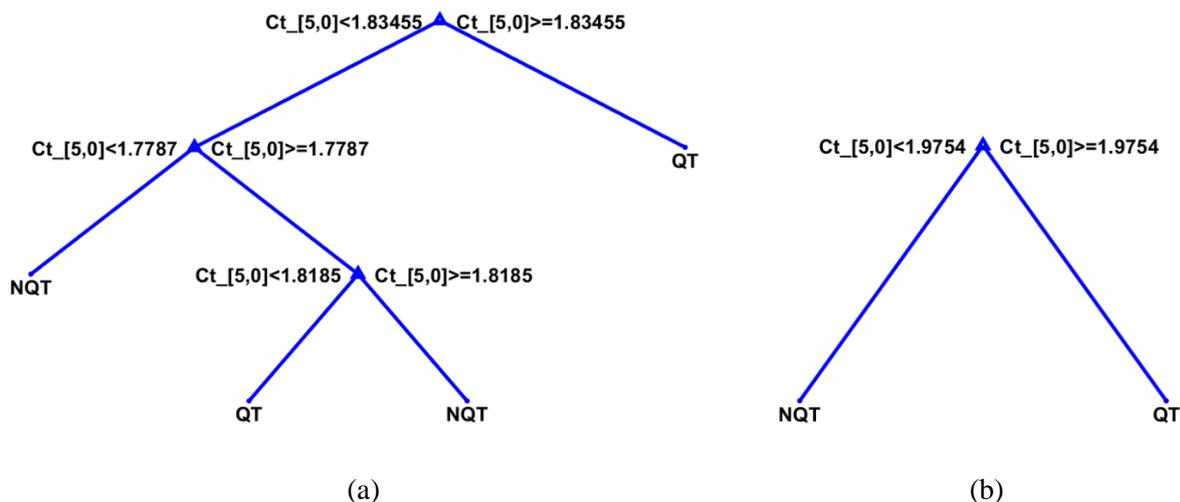 Ct_[5,0]<1.83455 Ct_[5,0]>=1.83455
Ct_[5,0]<1.7787 Ct_[5,0]>=1.7787
QT
NQT
Ct_[5,0]<1.8185 Ct_[5,0]>=1.8185
QT
NQT
(a)
Ct_[5,0]<1.9754 Ct_[5,0]>=1.9754
NQT
QT
(b)